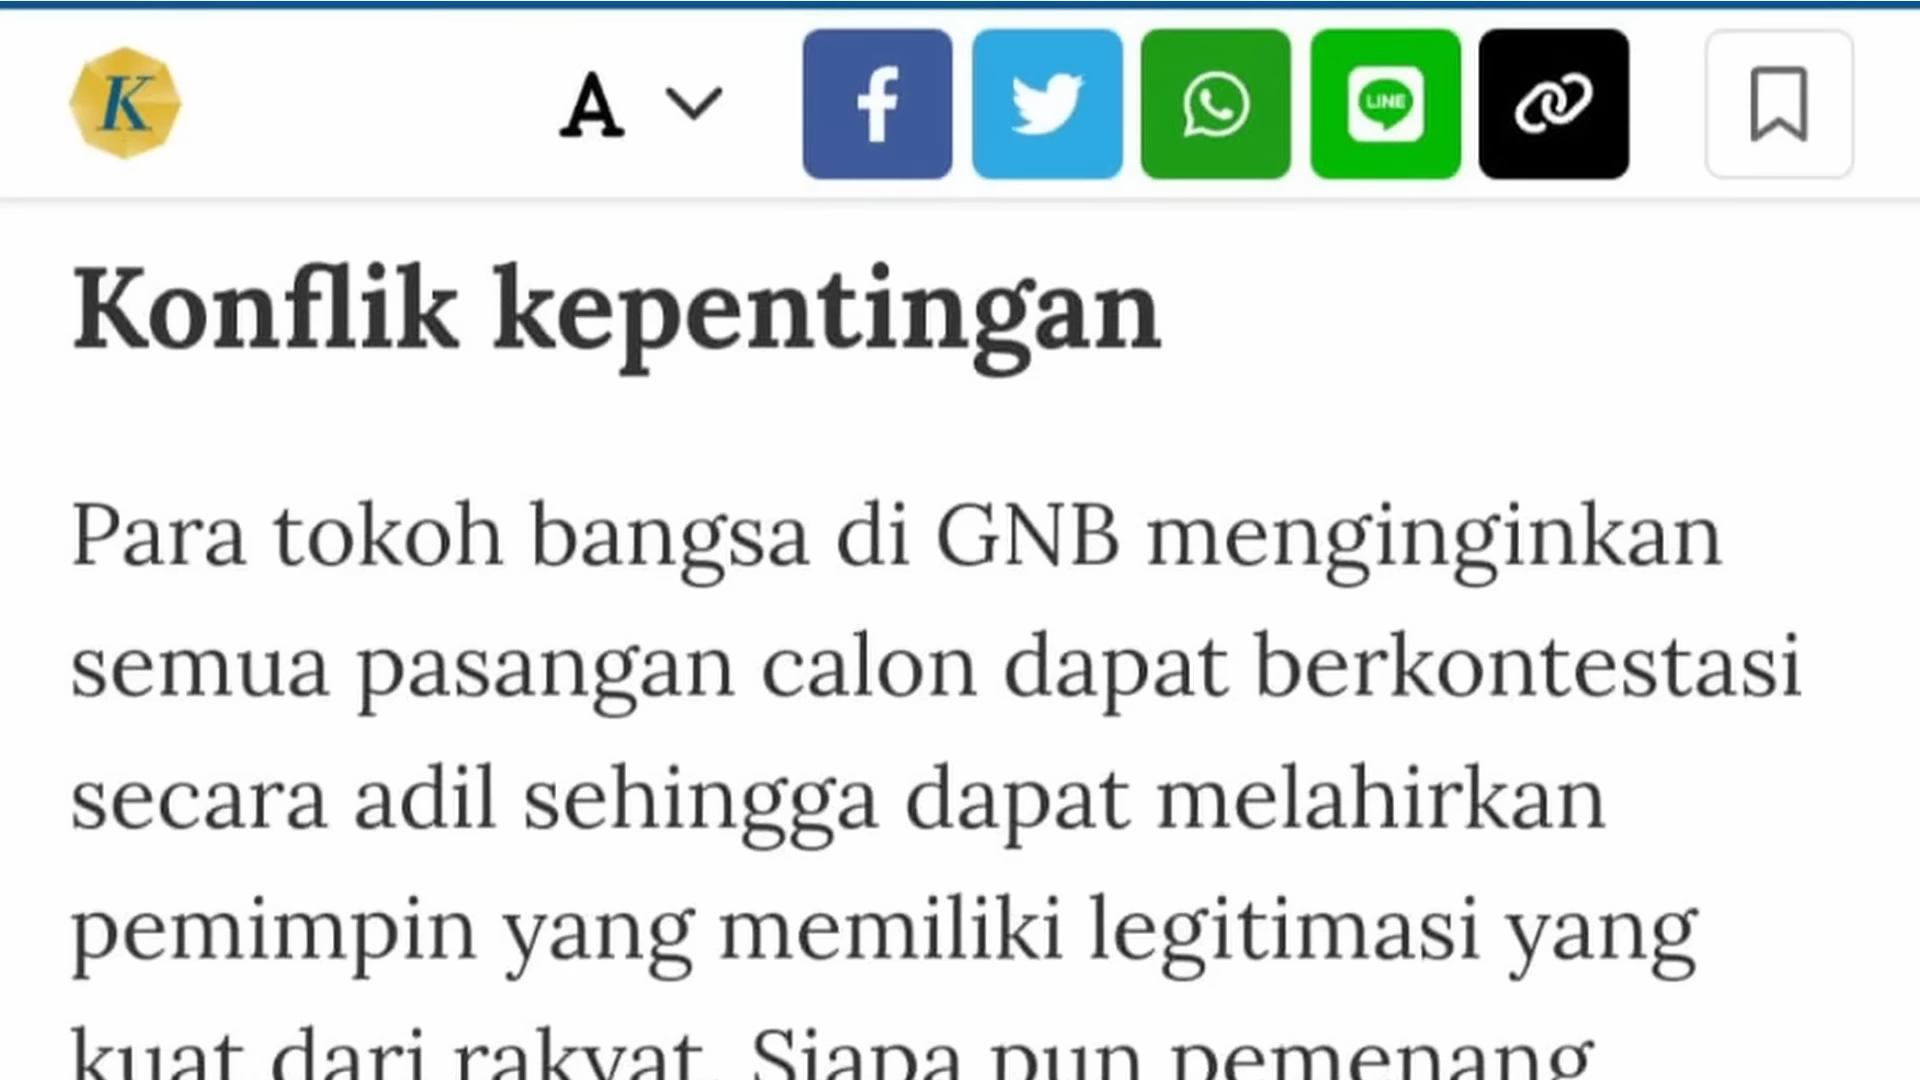 K
A
LINE
Konflik kepentingan
Para tokoh bangsa di GNB menginginkan
semua pasangan calon dapat berkontestasi
secara adil sehingga dapat melahirkan
pemimpin yang memiliki legitimasi yang
kuat dari rakyat. Siapa pun pemenang